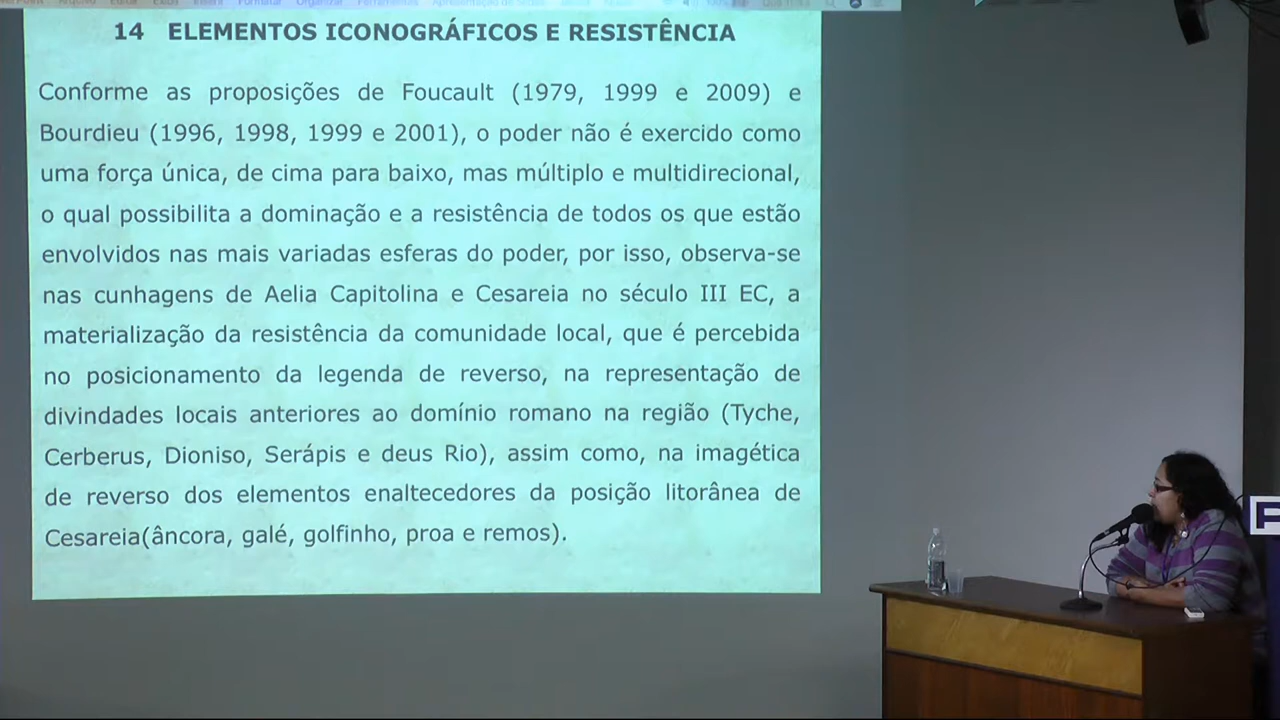 14 ELEMENTOS ICONOGRÁFICOS E RESISTÊNCIA
Conforme as proposições de Foucault (1979, 1999 e 2009) e
Bourdieu (1996, 1998, 1999 e 2001), o poder não é exercido como
uma força única, de cima para baixo, mas múltiplo e multidirecional,
o qual possibilita a dominação e a resistência de todos os que estão
envolvidos nas mais variadas esferas do poder, por isso, observa-se
nas cunhagens de Aelia Capitolina e Cesareia no século III EC, a
materialização da resistência da comunidade local, que é percebida
no posicionamento da legenda de reverso, na representação de
divindades locais anteriores ao domínio romano na região (Tyche,
Cerberus, Dioniso, Serápis e deus Rio), assim como, na imagética
de reverso dos elementos enaltecedores da posição litorânea de
Cesareia(âncora, galé, golfinho, proa e remos).